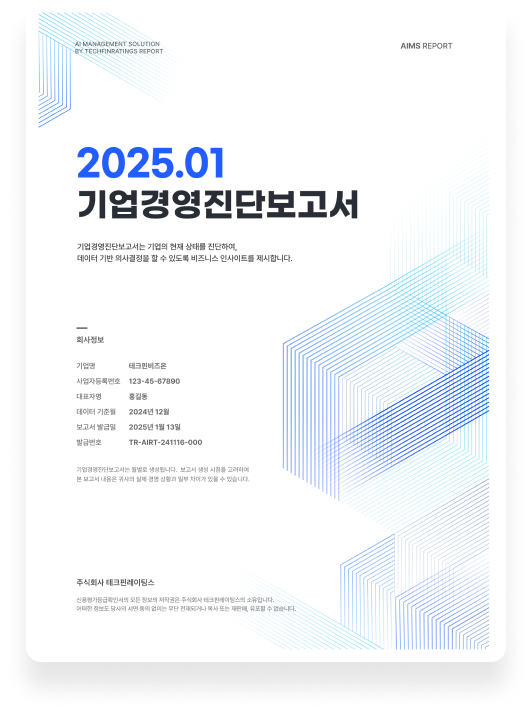 AI MANAGEMENT SOLUTION
BY TECHFINRATINGS REPORT
AIMS REPORT
2025.01
기업경영진단보고서
기업경영진단보고서는 기업의 현재 상태를 진단하여,
데이터 기반 의사결정을 할 수 있도록 비즈니스 인사이트를 제시합니다.
회사정보
기업명 테크핀비즈온
사업자등록번호 123-45-67890
대표자명 홍길동
데이터 기준월 2024년 12월
보고서 발급일 2025년 1월 13일
발급번호 TR-AIRT-241116-000
기업경영진단보고서는 월별로 생성됩니다. 보고서 생성 시점을 고려하여
본 보고서 내용은 귀사의 실제 경영 상황과 일부 차이가 있을 수 있습니다.
주식회사 테크핀레이팅스
신용평가등급확인서의 모든 정보의 저작권은 주식회사 테크핀레이팅스의 소유입니다.
어떠한 정보도 당사의 서면 동의 없이는 무단 전재되거나 복사 또는 재판매, 유포할 수 없습니다.